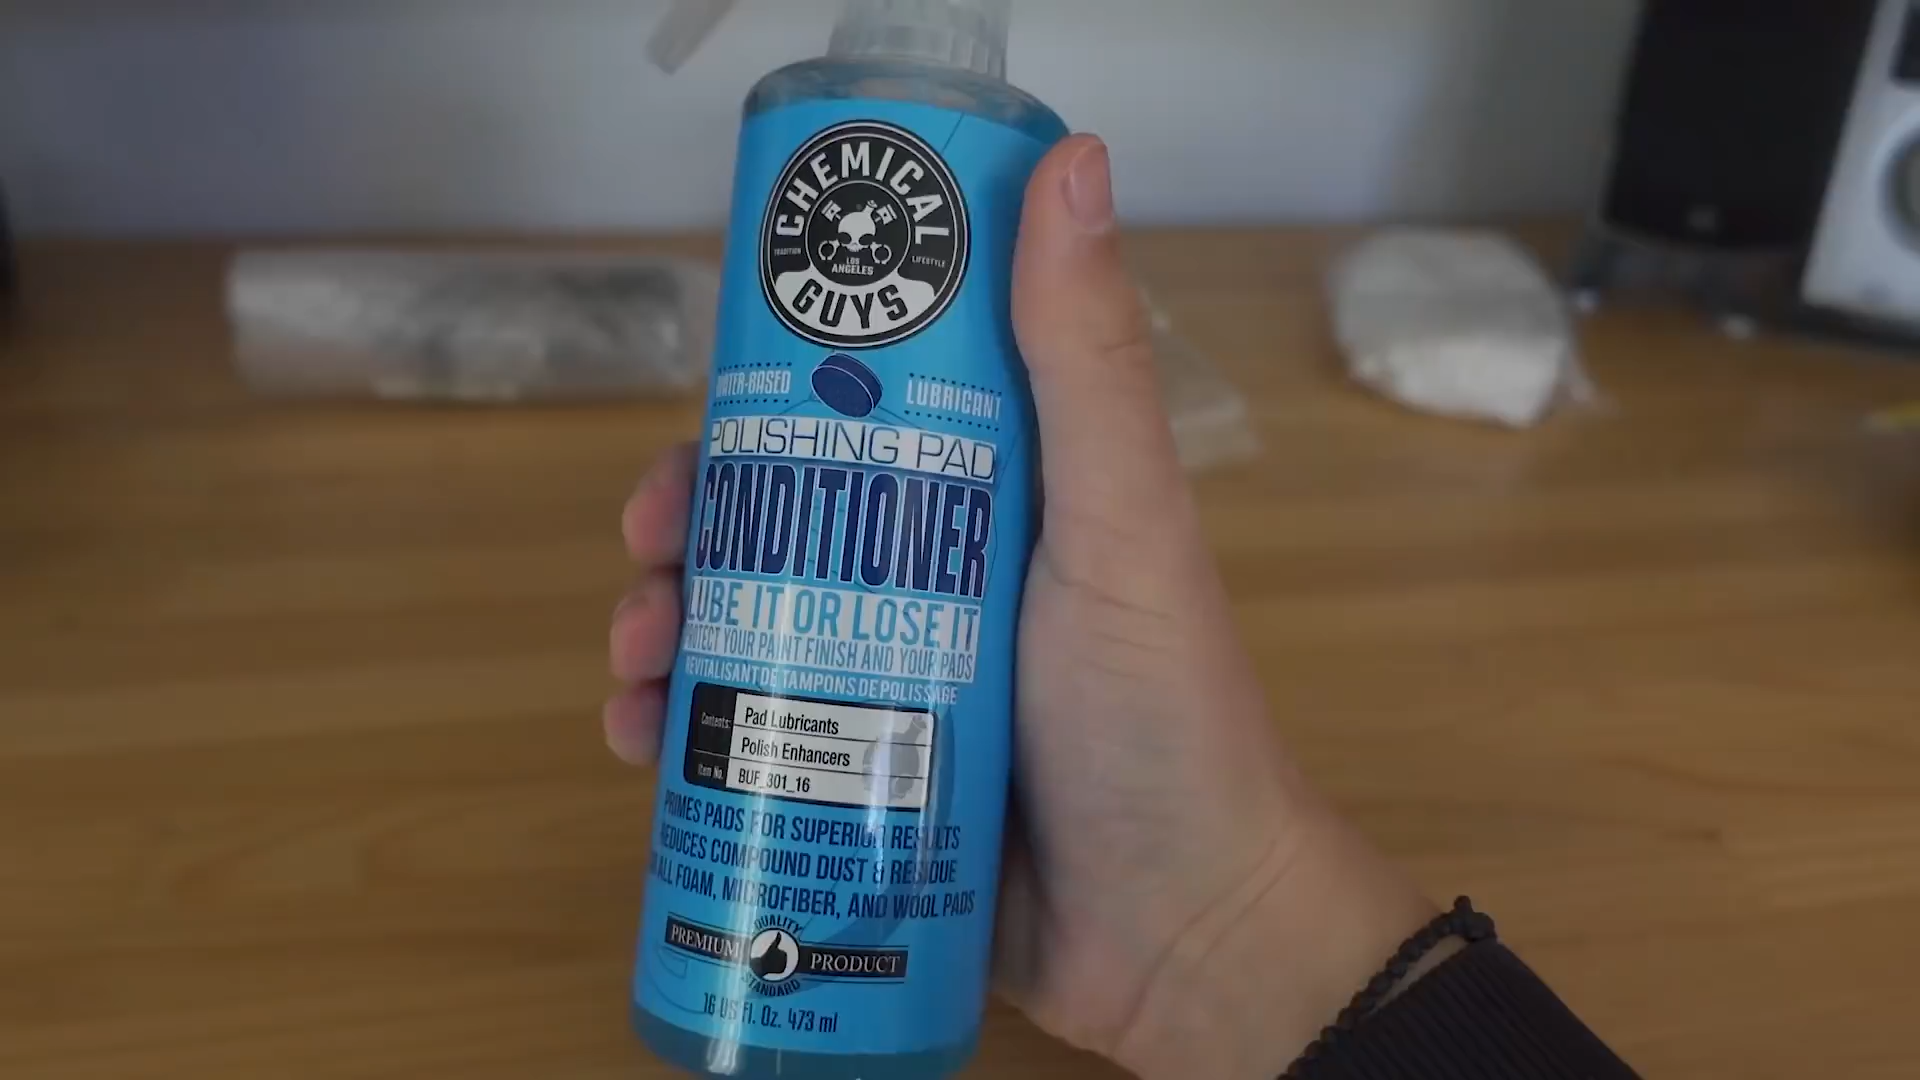 CHEMICAL
TRADITION
LIFESTYLE
LOS
ANGELES
GUYS
WATER-BASED
LUBRICANT
POLISHING PAD
CONDITIONER
LUBE IT OR LOSE IT
PROTECT YOUR PAINT FINISH AND YOUR PADS
REVITALISANT DE TAMPONS DE POLISSAGE
Contents: Pad Lubricants
Polish Enhancers
Item No. BUF_301_16
PRIMES PADS FOR SUPERIOR RESULTS
REDUCES COMPOUND DUST & RESIDUE
ALL FOAM, MICROFIBER, AND WOOL PADS
QUALITY
PREMIUM PRODUCT
STANDARD
16 US Fl. Oz. 473 ml